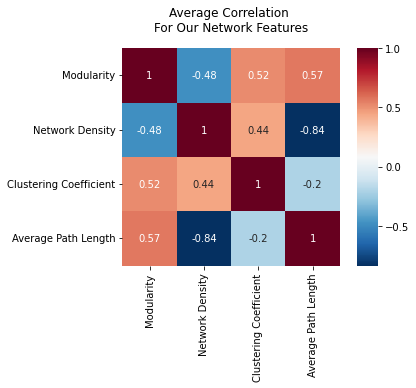 Average Correlation
For Our Network Features
Modularity
Network Density
Clustering Coefficient
Average Path Length
1 -0.48 0.52 0.57
-0.48 1 0.44 -0.84
0.52 0.44 1 -0.2
0.57 -0.84 -0.2 1
Modularity
Network Density
Clustering Coefficient
Average Path Length
1.0
0.5
0.0
−0.5